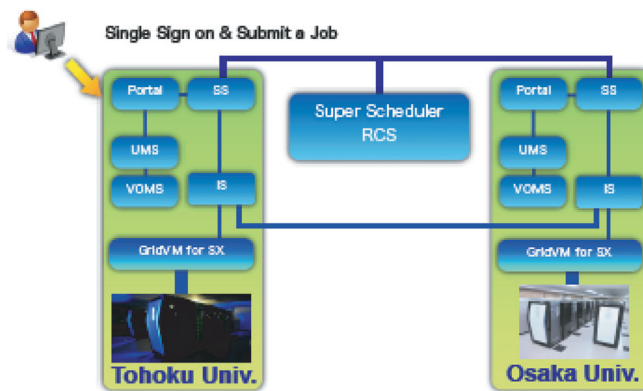 Single Sign on & Submit a Job
Portal
SS
UMS
VOMS
IS
GridVM for SX
Tohoku Univ.
Super Scheduler
RCS
Portal
SS
UMS
VOMS
IS
GridVM for SX
Osaka Univ.